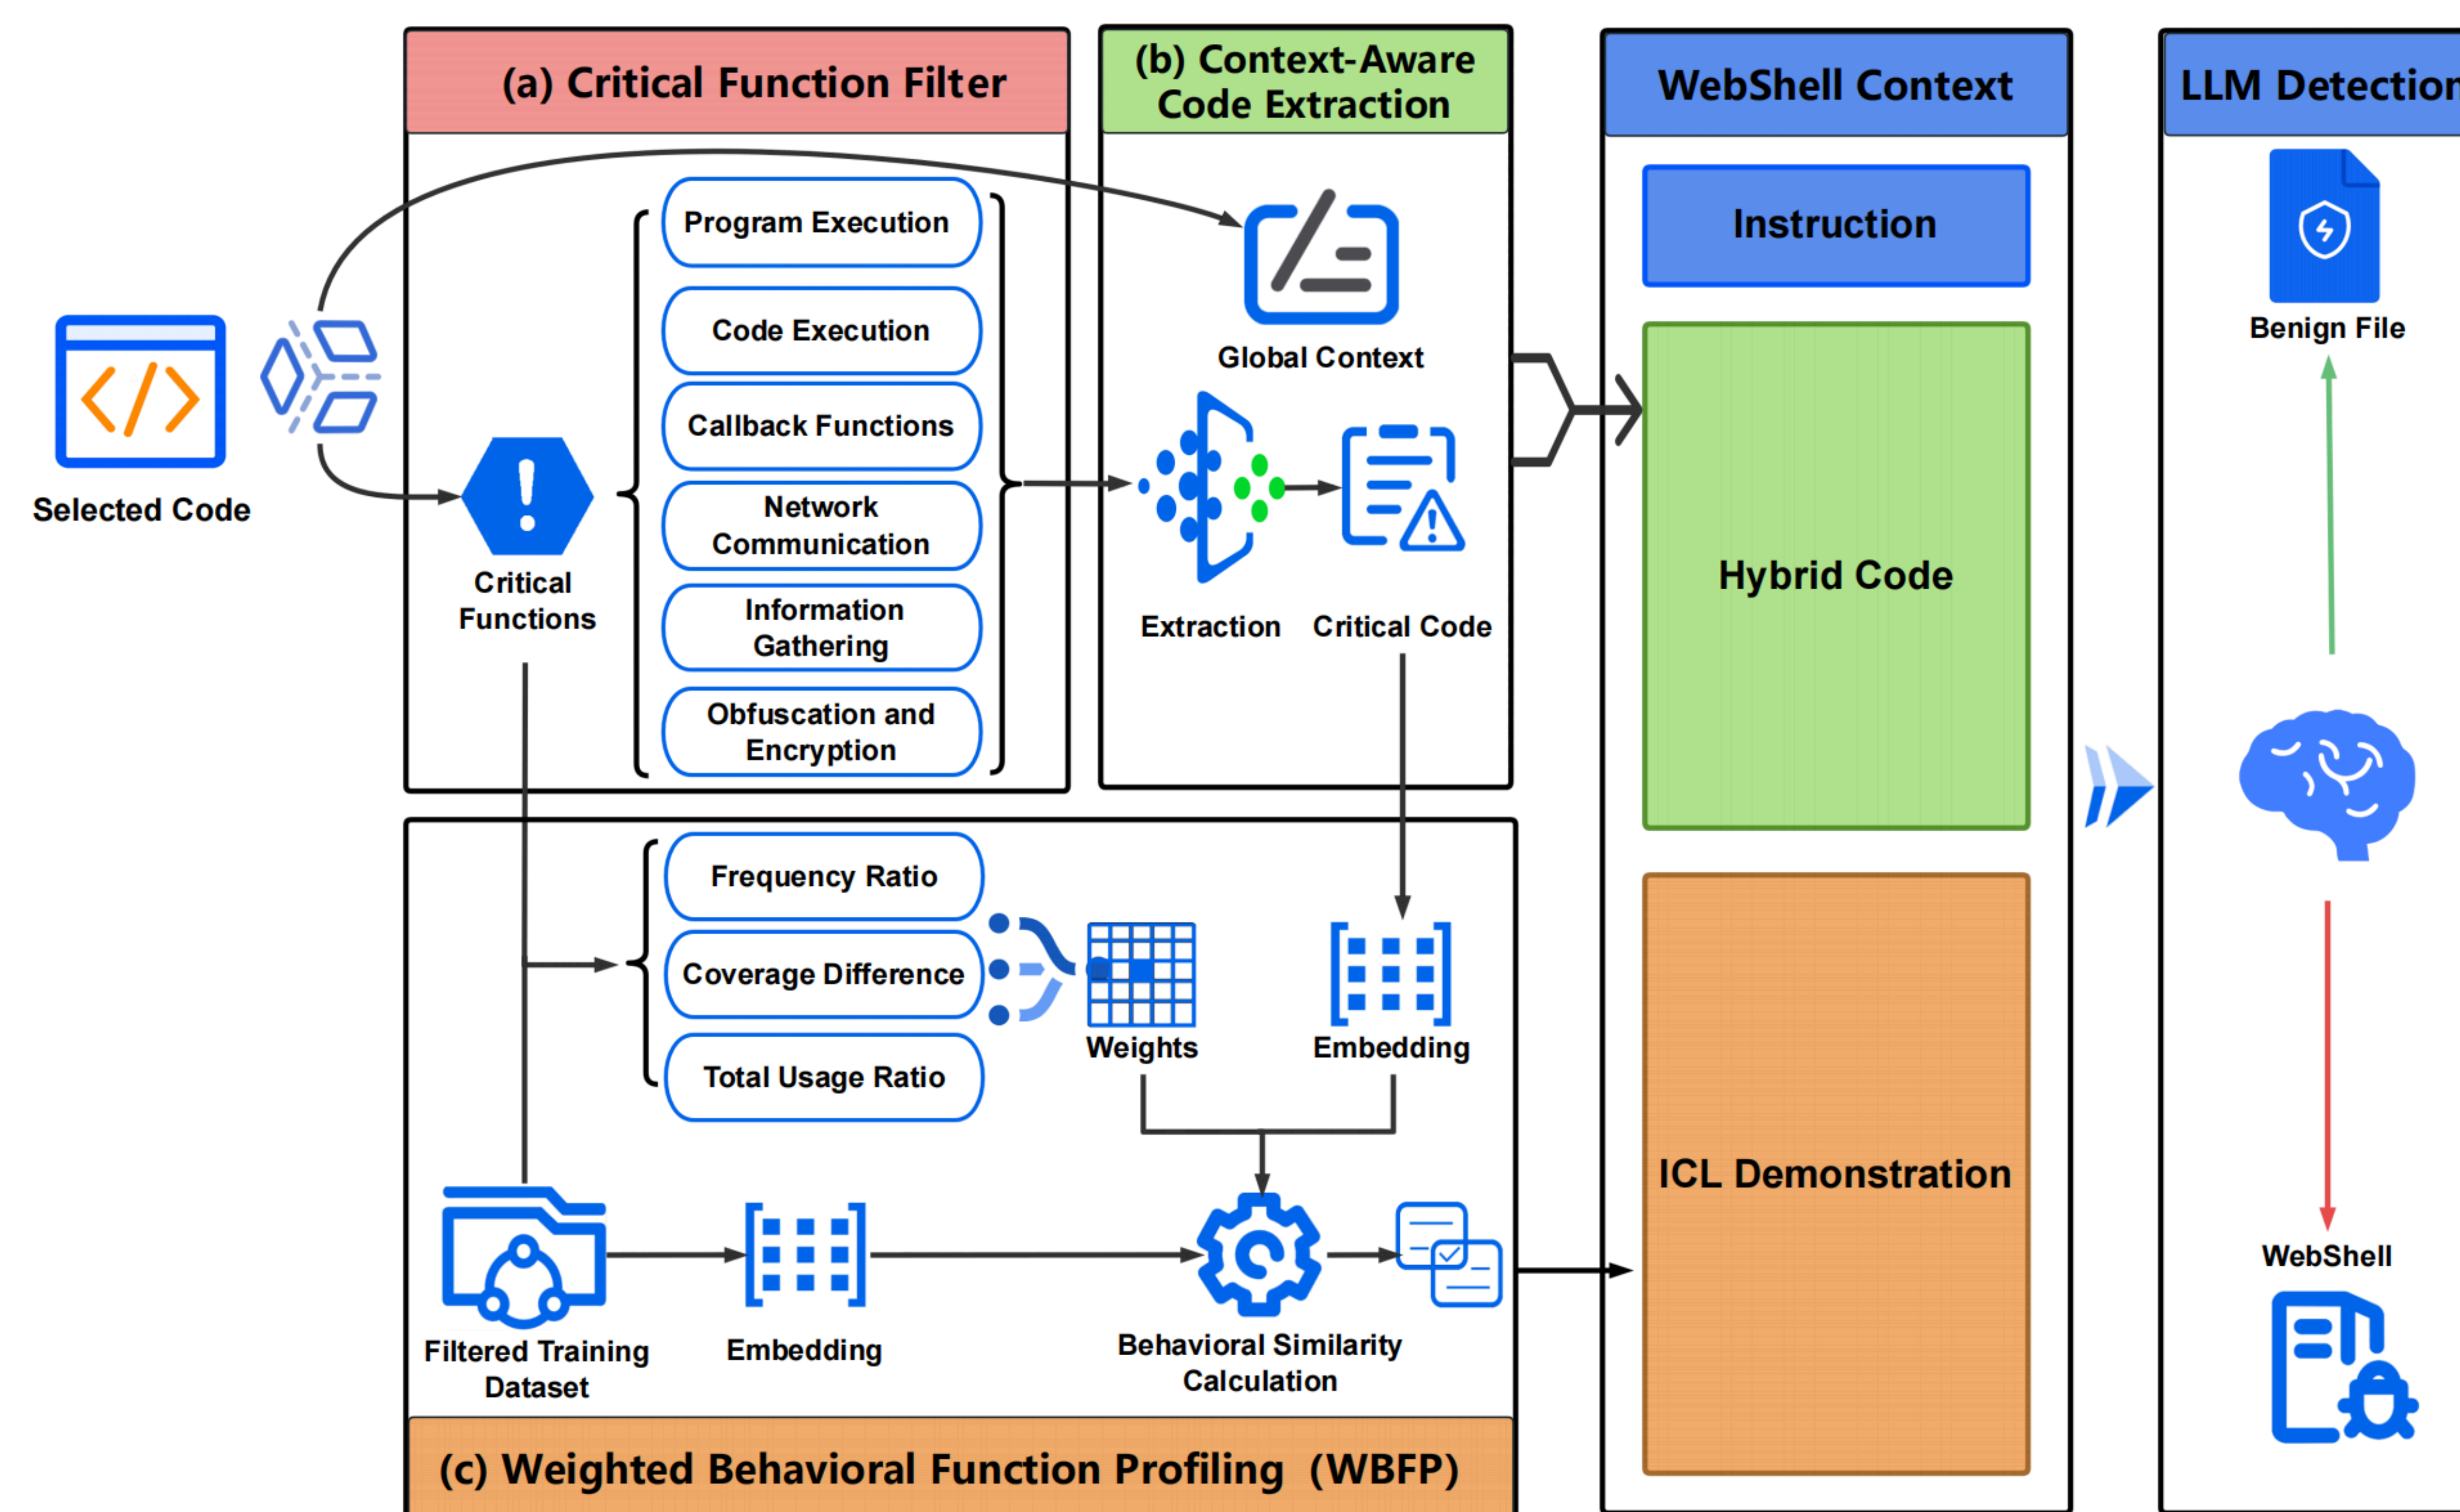 (a) Critical Function Filter
(b) Context-Aware
Code Extraction
WebShell Context
LLM Detection
Program Execution
Code Execution
Callback Functions
Network
Communication
Information
Gathering
Obfuscation and
Encryption
Selected Code
Critical
Functions
Global Context
Extraction
Critical Code
Instruction
Hybrid Code
ICL Demonstration
Benign File
WebShell
Frequency Ratio
Coverage Difference
Total Usage Ratio
Weights
Embedding
Filtered Training
Dataset
Embedding
Behavioral Similarity
Calculation
(c) Weighted Behavioral Function Profiling (WBFP)